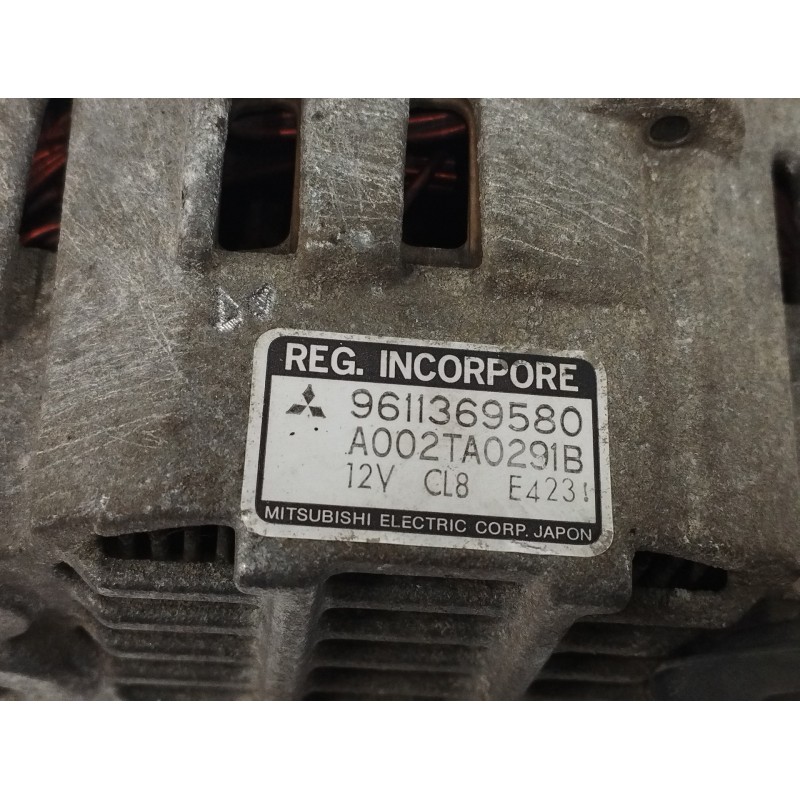 REG. INCORPORE
9611369580
A002TA0291B
12V CL8 E4231
MITSUBISHI ELECTRIC CORP. JAPON